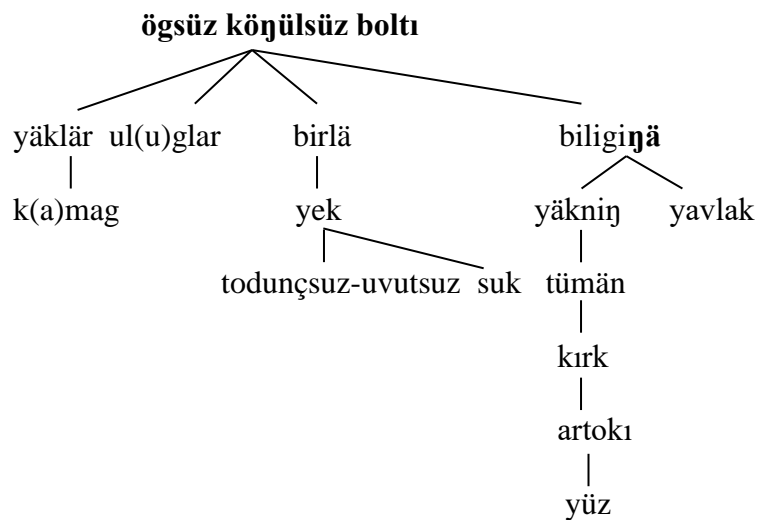 ögsüz köŋülsüz boltı
yäklär ul(u)glar birlä biligiŋä
k(a)mag yek yäkniŋ yavlak
todunçsuz-uvutsuz suk tümän
kırk
artokı
yüz